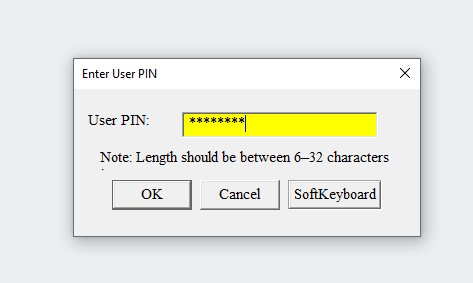 Enter User PIN
User PIN: ********
Note: Length should be between 6–32 characters
OK Cancel SoftKeyboard